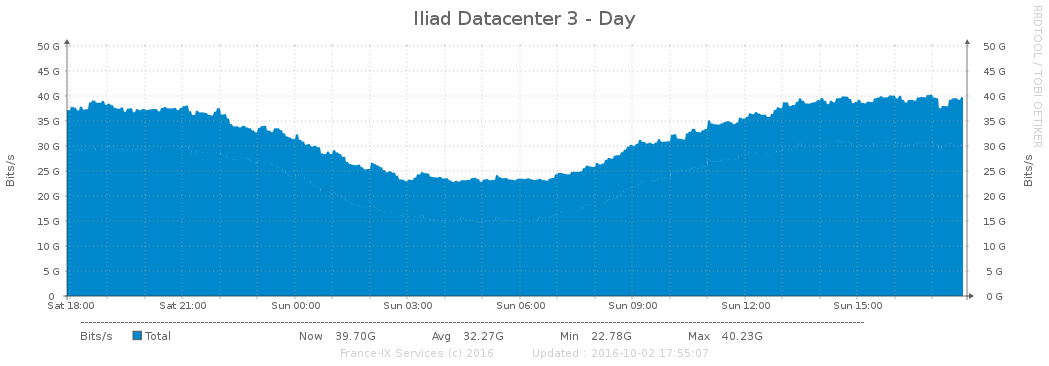 Iliad Datacenter 3 - Day
RRDTOOL / TOBI OETIKER
Bits/s
50 G 50 G
45 G 45 G
40 G 40 G
35 G 35 G
30 G 30 G
25 G 25 G
20 G 20 G
15 G 15 G
10 G 10 G
5 G 5 G
0 0 G
Bits/s
Sat 18:00 Sat 21:00 Sun 00:00 Sun 03:00 Sun 06:00 Sun 09:00 Sun 12:00 Sun 15:00
Bits/s Total Now 39.70G Avg 32.27G Min 22.78G Max 40.23G
France-IX Services (c) 2016 Updated : 2016-10-02 17:55:07